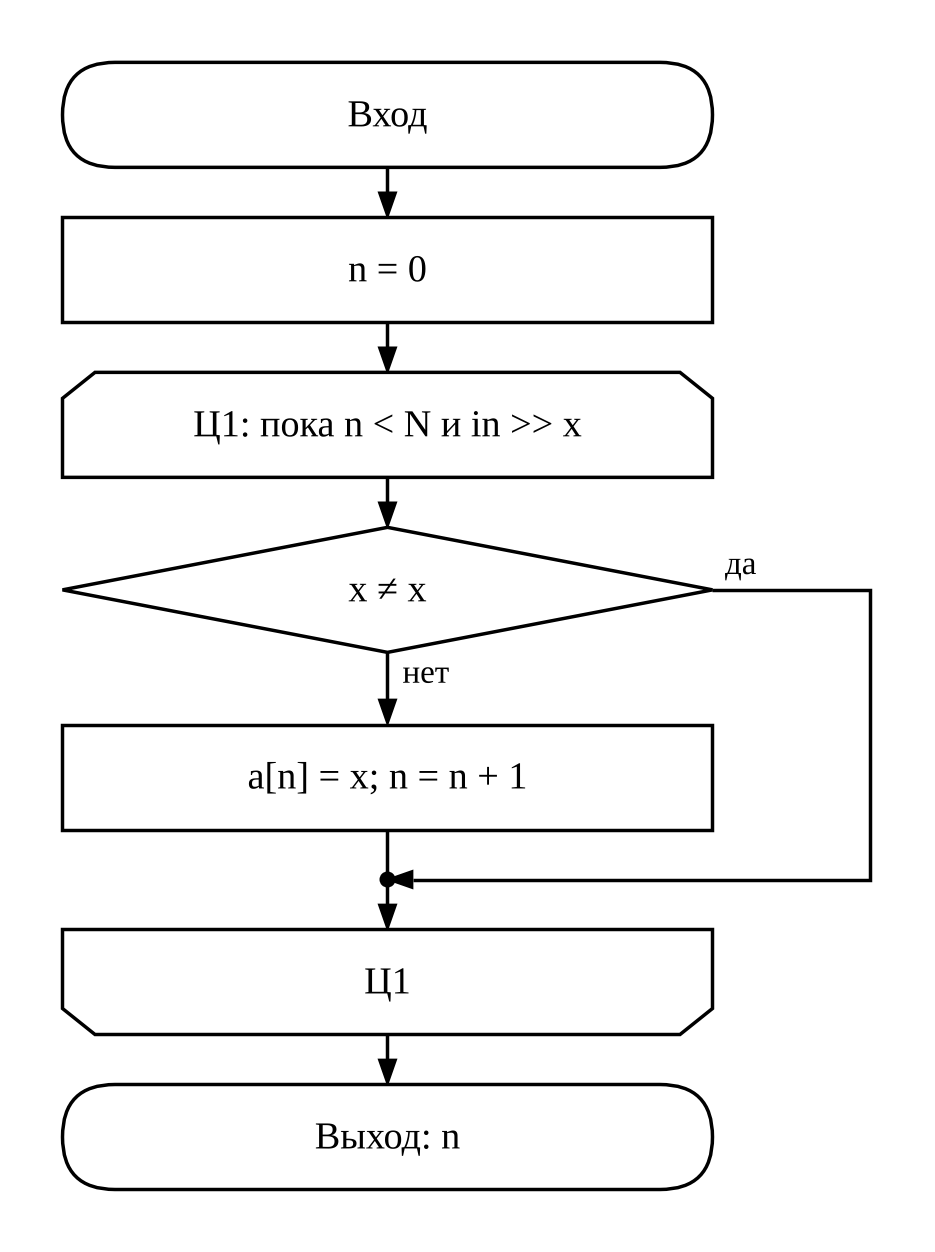 Вход
n = 0
Ц1: пока n < N и in >> x
x ≠ x
да
нет
a[n] = x; n = n + 1
Ц1
Выход: n